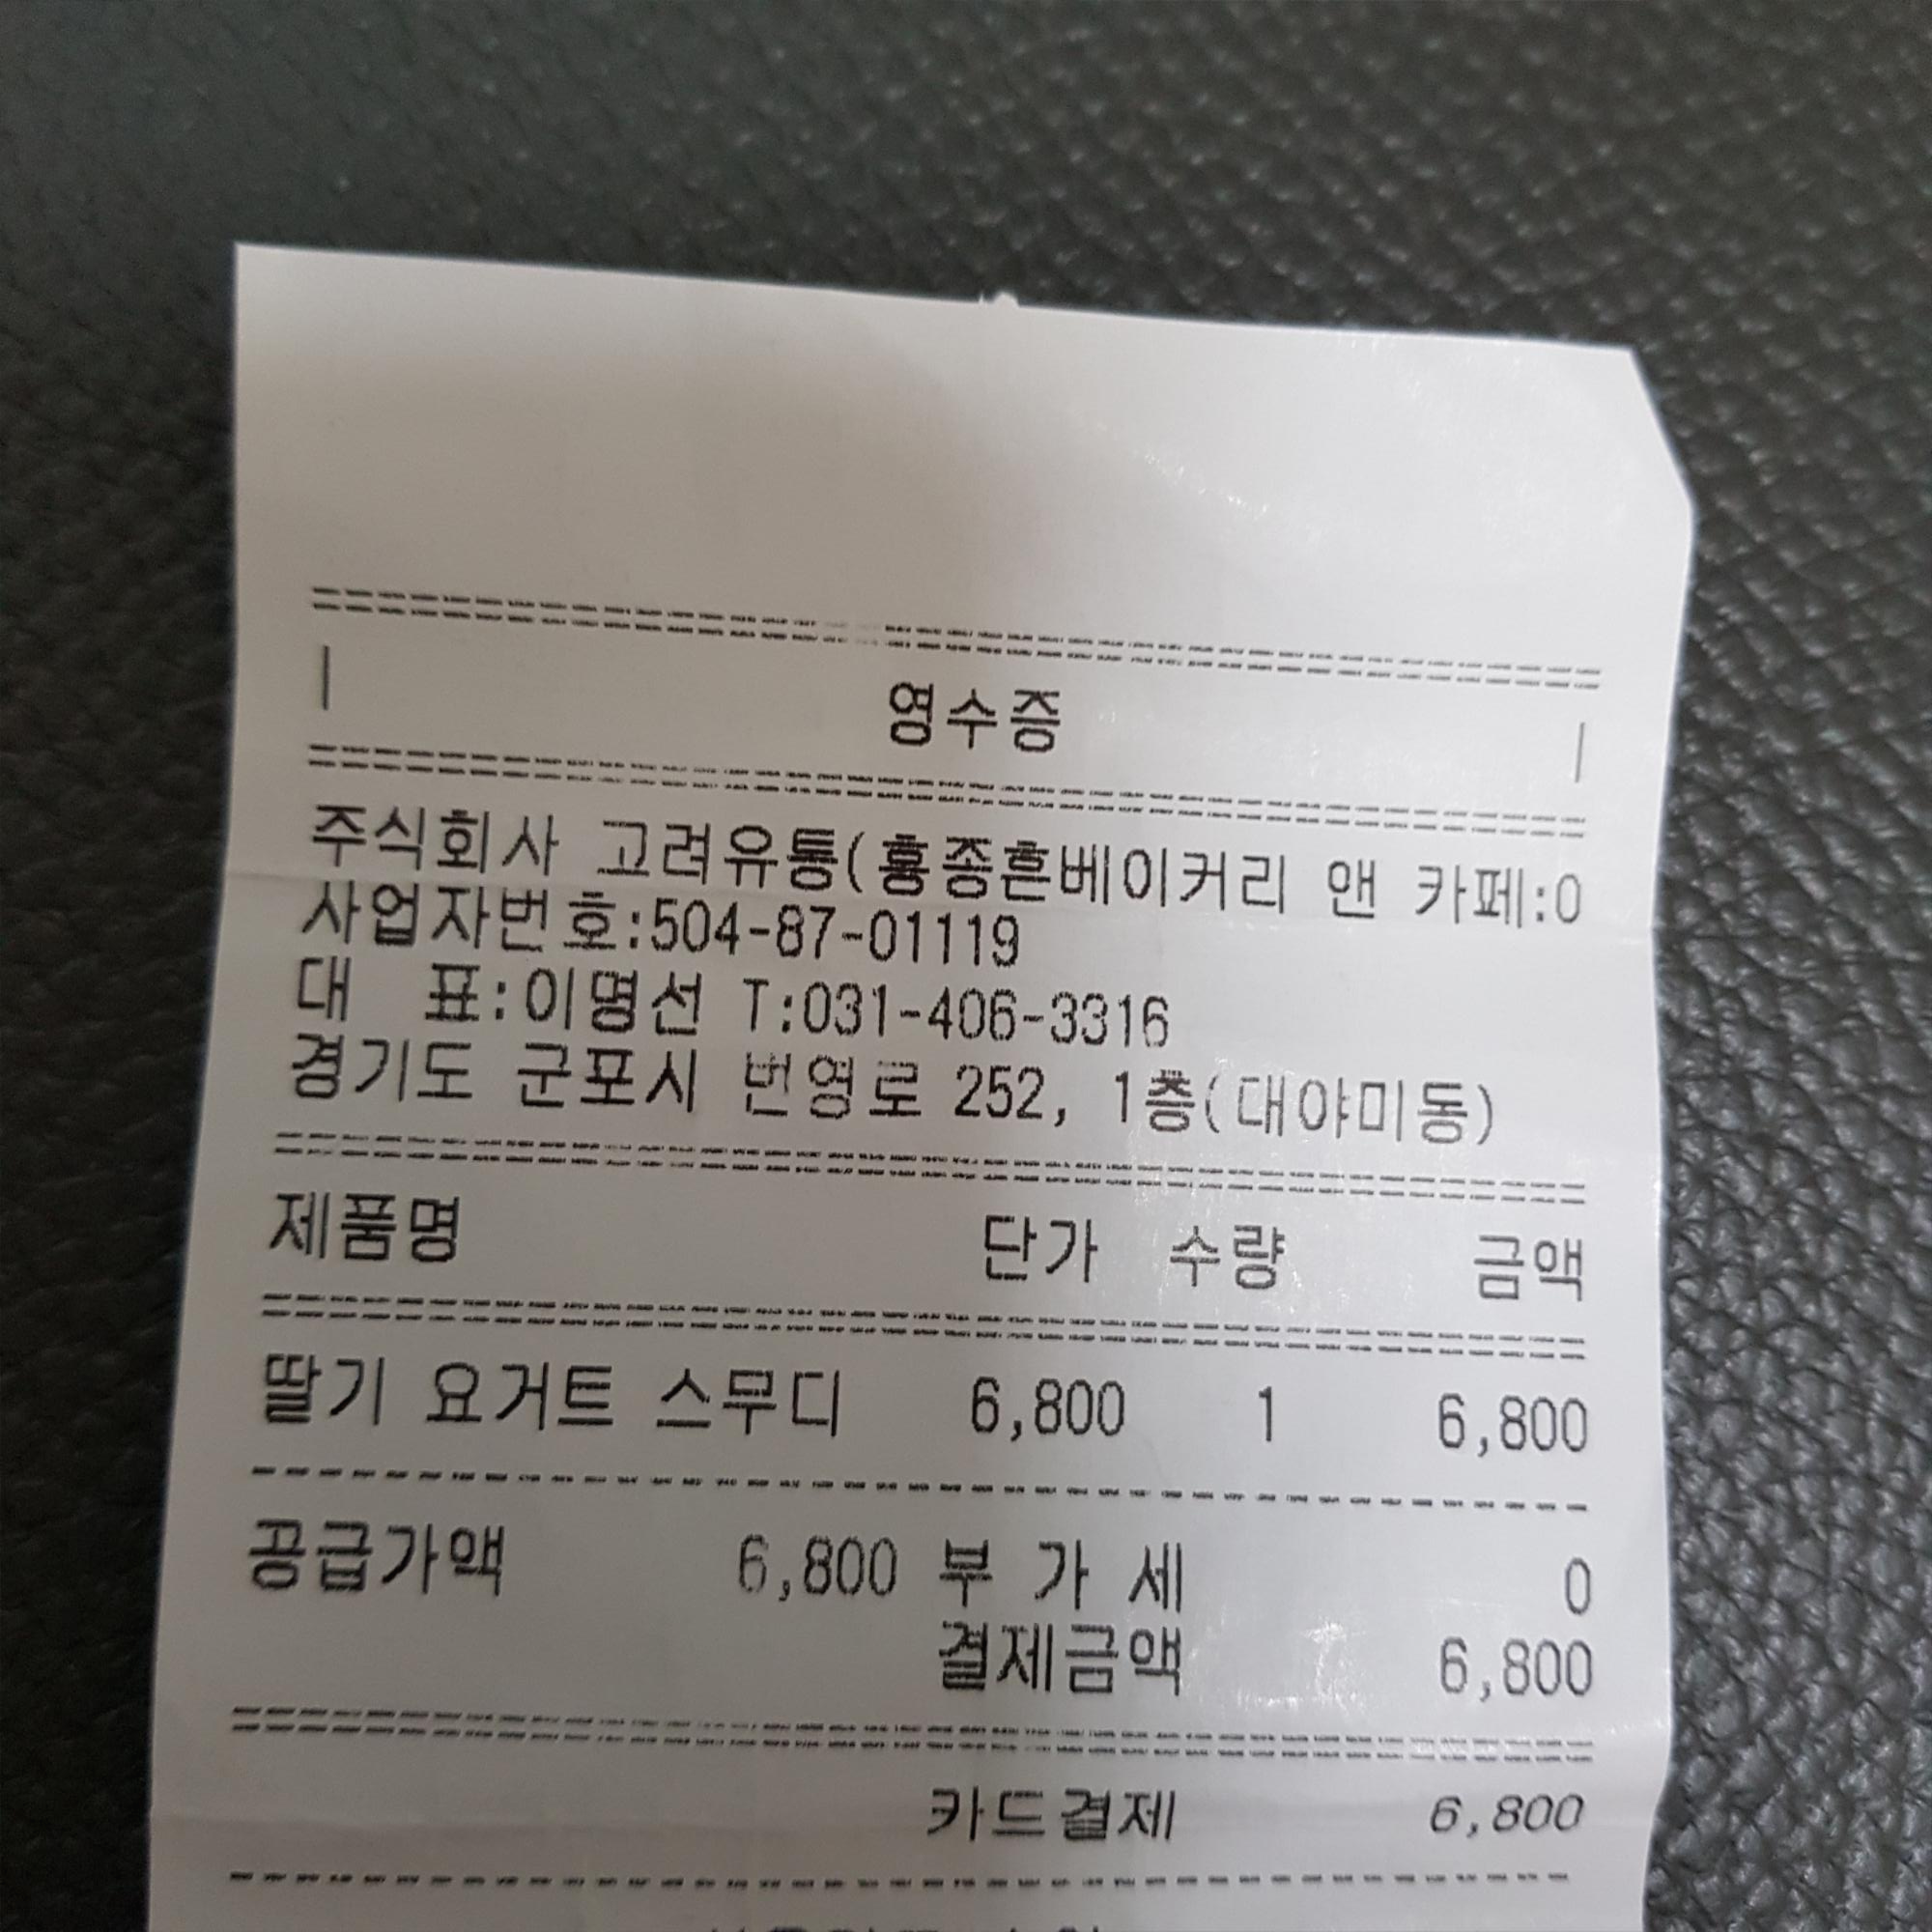 영수증
주식회사 고려유통(홍종흔베이커리 앤 카페:0
사업자번호:504-87-01119
대 표:이명선 T:031-406-3316
경기도 군포시 번영로 252, 1층(대야미동)
제품명 단가 수량 금액
딸기 요거트 스무디 6,800 1 6,800
공급가액 6,800 부 가 세 0
결제금액 6,800
카드결제 6,800